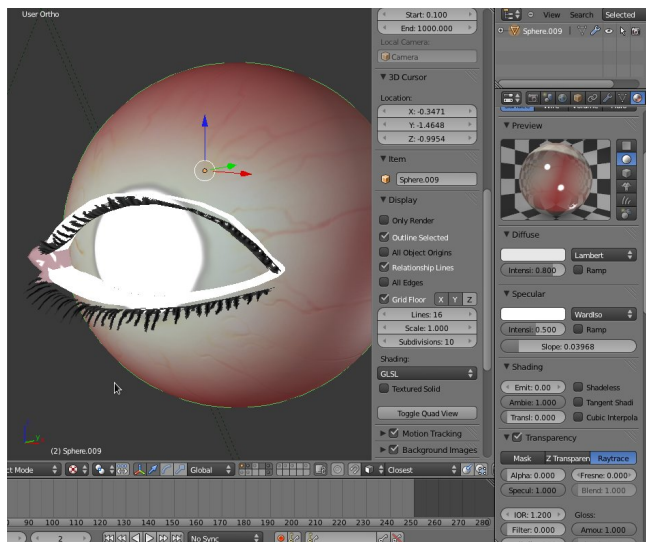 User Ortho
(2) Sphere.009
Start: 0.100
End: 1000.000
Local Camera:
Camera
3D Cursor
Location:
X: -0.3471
Y: -1.4648
Z: -0.9954
Item
Sphere.009
Display
Only Render
Outline Selected
All Object Origins
Relationship Lines
All Edges
Grid Floor X Y Z
Lines: 16
Scale: 1.000
Subdivisions: 10
Shading:
GLSL
Textured Solid
Toggle Quad View
Motion Tracking
Background Images
View Search Selected
Sphere.009
Preview
Diffuse
Lambert
Intensi: 0.800 Ramp
Specular
WardIso
Intensi: 0.500 Ramp
Slope: 0.03968
Shading
Emit: 0.00 Shadeless
Ambie: 1.000 Tangent Shadi
Transl: 0.000 Cubic Interpola
Transparency
Mask Z Transparen Raytrace
Alpha: 0.000 Fresne: 0.000
Specul: 1.000 Blend: 1.000
IOR: 1.200 Gloss:
Filter: 0.000 Amou: 1.000
ct Mode Global Closest
90 100 110 120 130 140 150 160 170 180 190 200 210 220 230 240 250 260 270 280
2 No Sync